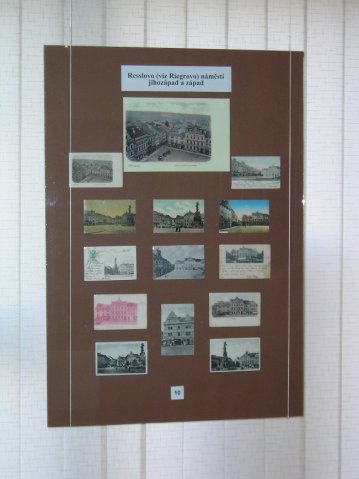 Resslovo (viz Riegrovo) náměstí
jihozápad a západ
10